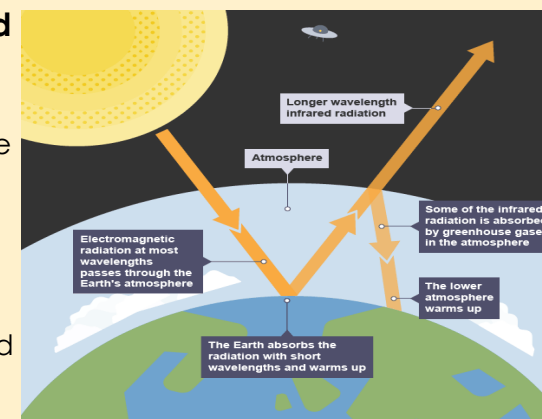 d
Longer wavelength
infrared radiation
e
Atmosphere
Some of the infrared
radiation is absorbed
by greenhouse gase
in the atmosphere
Electromagnetic
radiation at most
wavelengths
passes through the
Earth's atmosphere
The lower
atmosphere
warms up
d
The Earth absorbs the
radiation with short
wavelengths and warms up